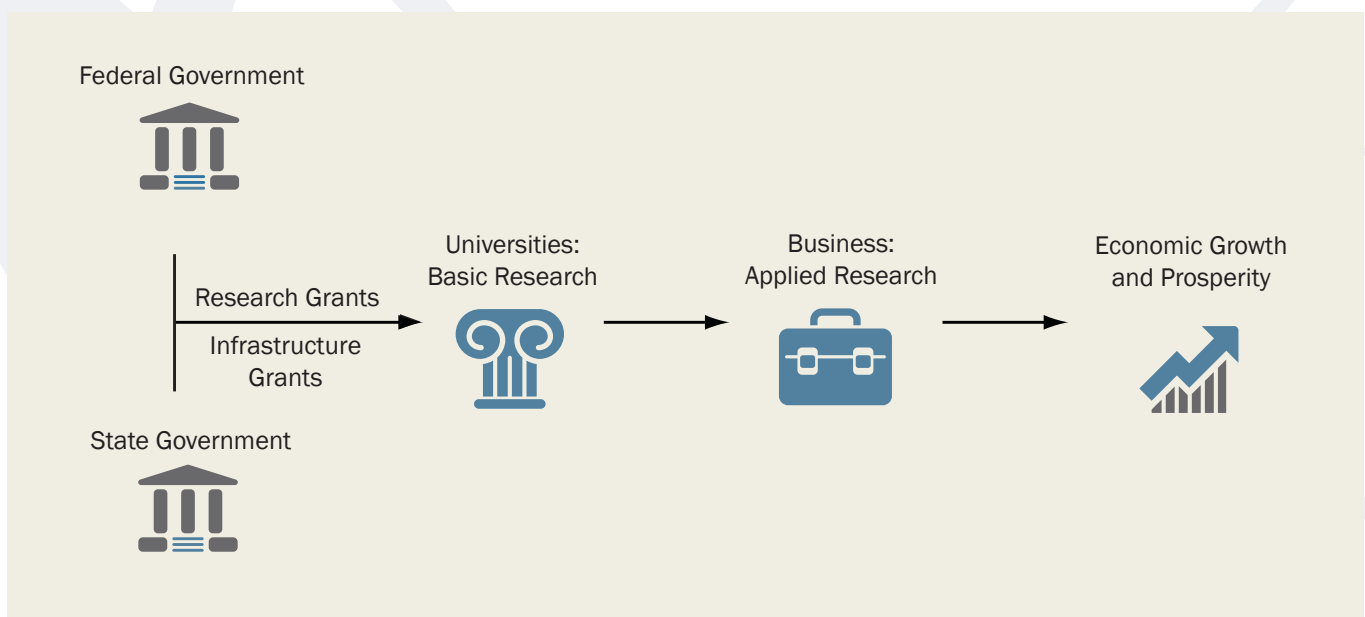 Federal Government
Universities:
Basic Research
Business:
Applied Research
Economic Growth
and Prosperity
Research Grants
Infrastructure
Grants
State Government